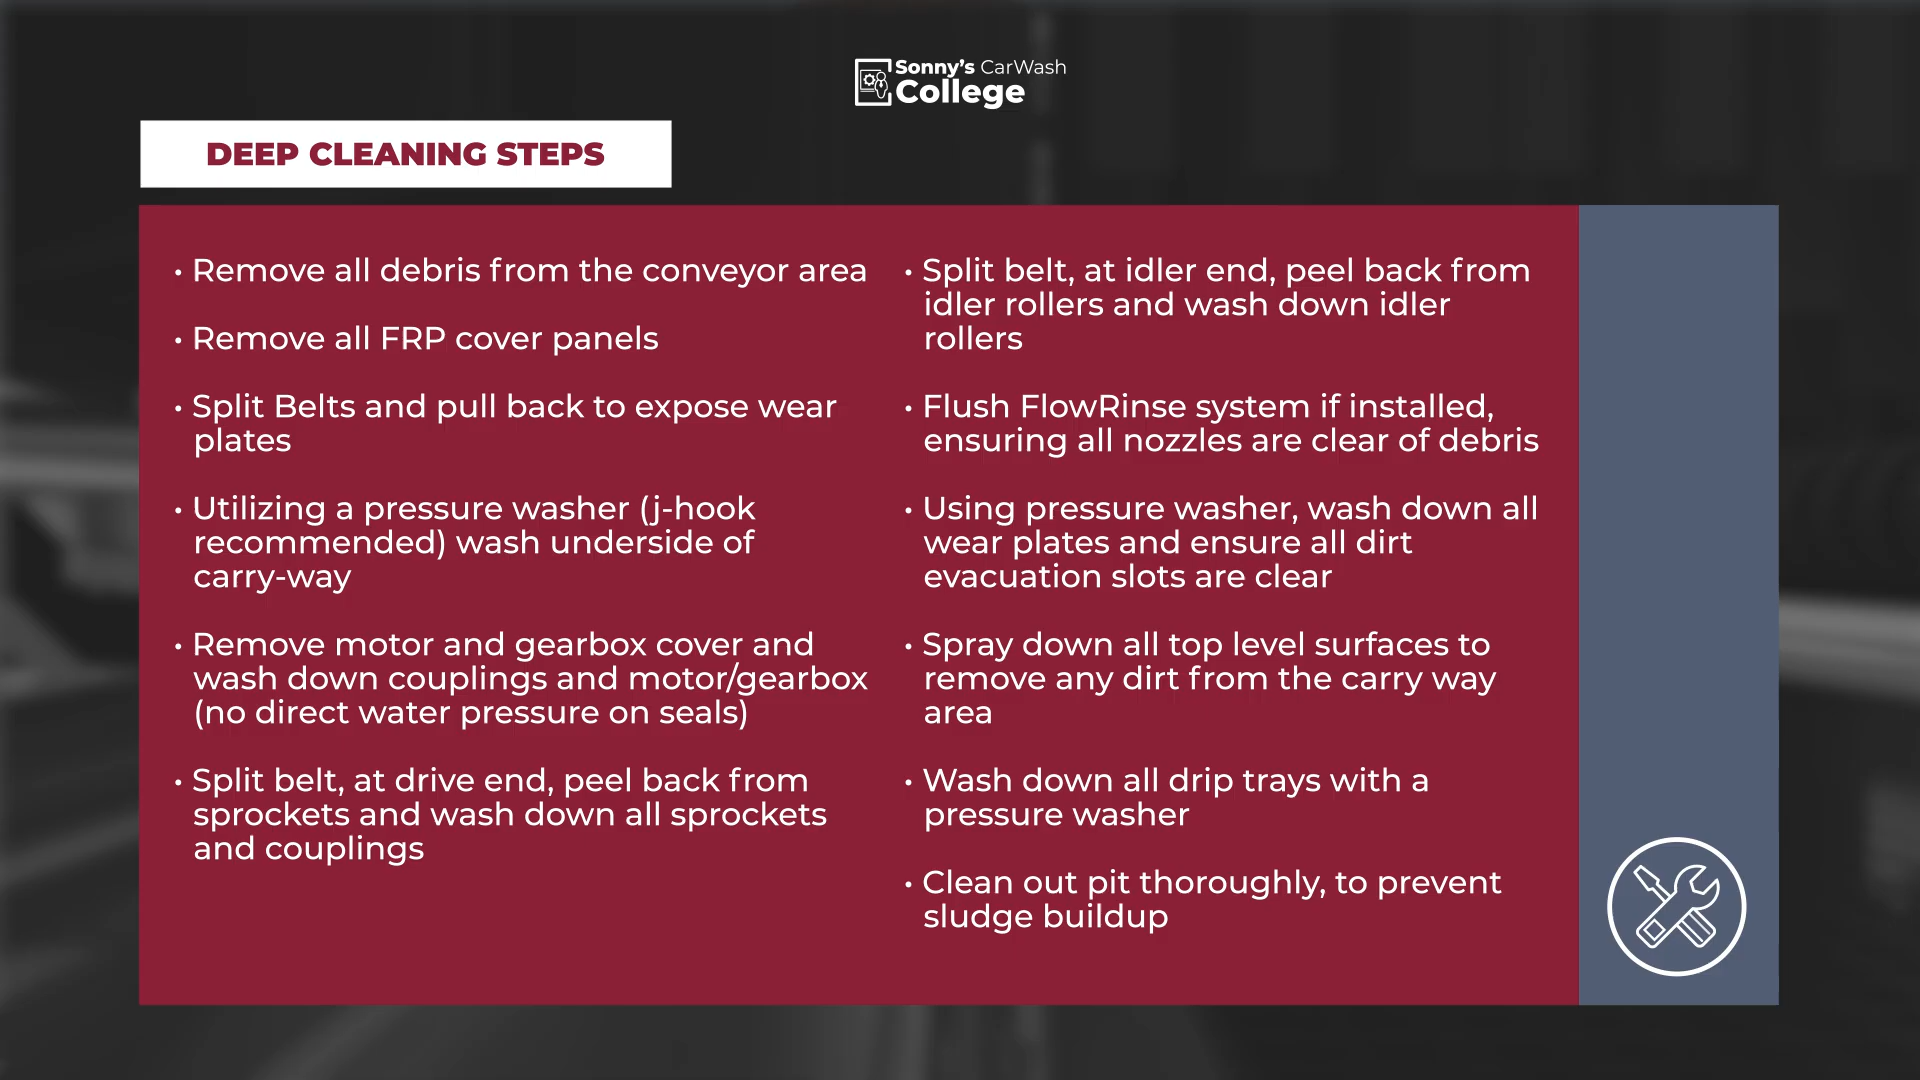 Sonny's CarWash
College
DEEP CLEANING STEPS
• Remove all debris from the conveyor area
• Remove all FRP cover panels
• Split Belts and pull back to expose wear
plates
• Utilizing a pressure washer (j-hook
recommended) wash underside of
carry-way
• Remove motor and gearbox cover and
wash down couplings and motor/gearbox
(no direct water pressure on seals)
• Split belt, at drive end, peel back from
sprockets and wash down all sprockets
and couplings
• Split belt, at idler end, peel back from
idler rollers and wash down idler
rollers
• Flush FlowRinse system if installed,
ensuring all nozzles are clear of debris
• Using pressure washer, wash down all
wear plates and ensure all dirt
evacuation slots are clear
• Spray down all top level surfaces to
remove any dirt from the carry way
area
• Wash down all drip trays with a
pressure washer
• Clean out pit thoroughly, to prevent
sludge buildup